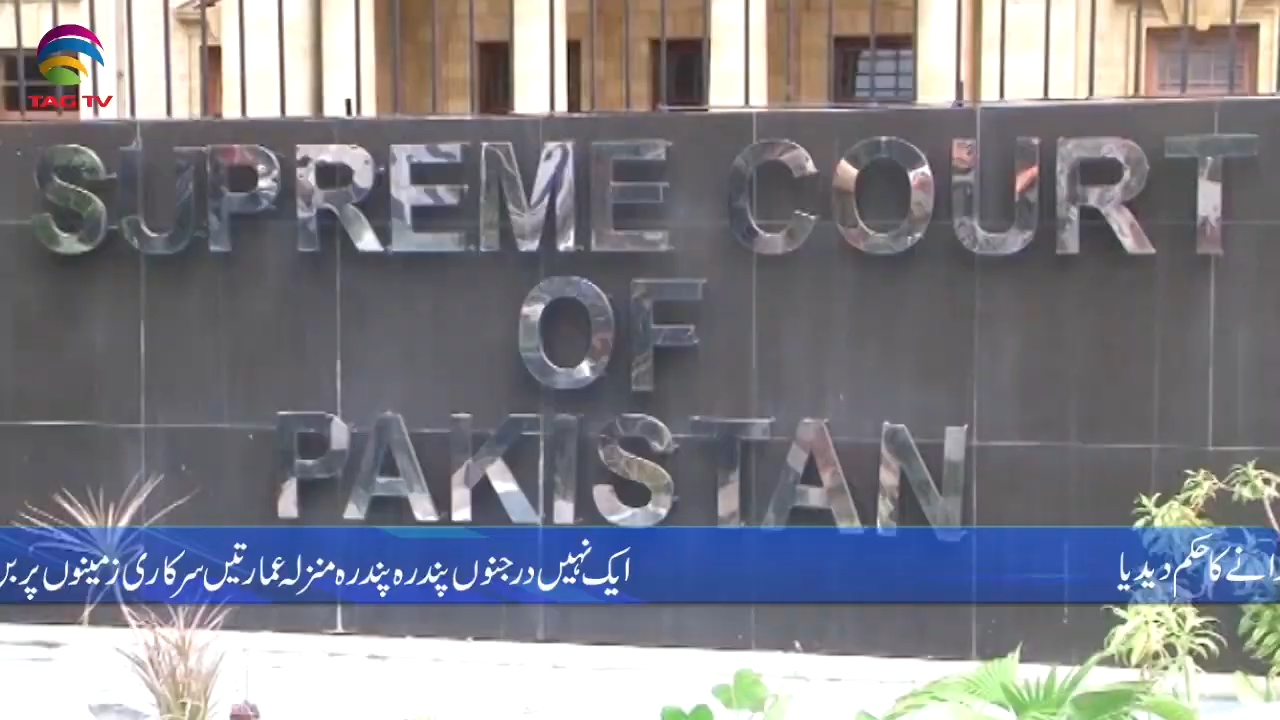 TAG TV
SUPREME COURT
OF
PAKISTAN
کا حکم دیدیا
ایک نہیں درجنوں پندرہ پندرہ منزلہ عمارتیں سرکاری زمینوں پر